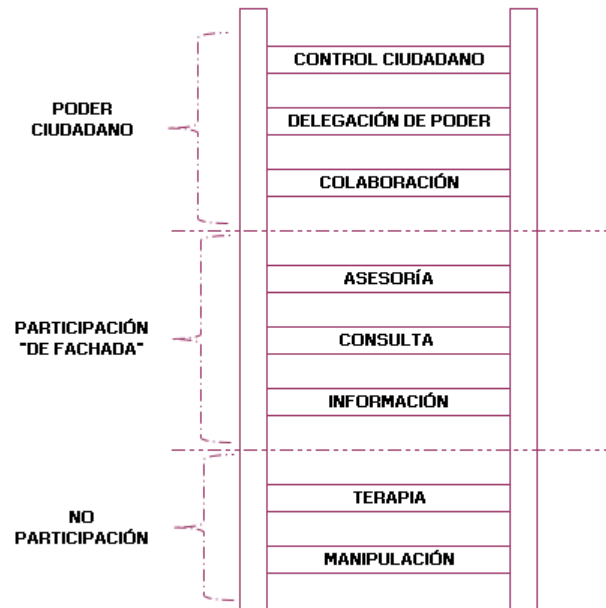 CONTROL CIUDADANO
PODER
CIUDADANO
DELEGACIÓN DE PODER
COLABORACIÓN
ASESORÍA
PARTICIPACIÓN
"DE FACHADA"
CONSULTA
INFORMACIÓN
TERAPIA
NO
PARTICIPACIÓN
MANIPULACIÓN